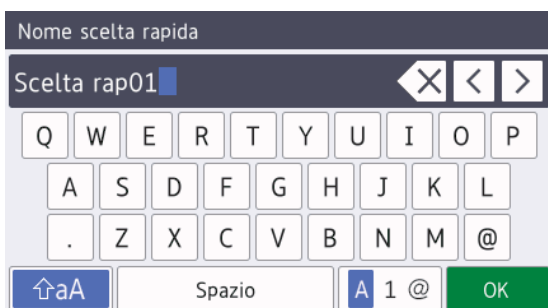 Nome scelta rapida
Scelta rap01
Q W E R T Y U I O P
A S D F G H J K L
. Z X C V B N M @
aA Spazio A 1 @ OK